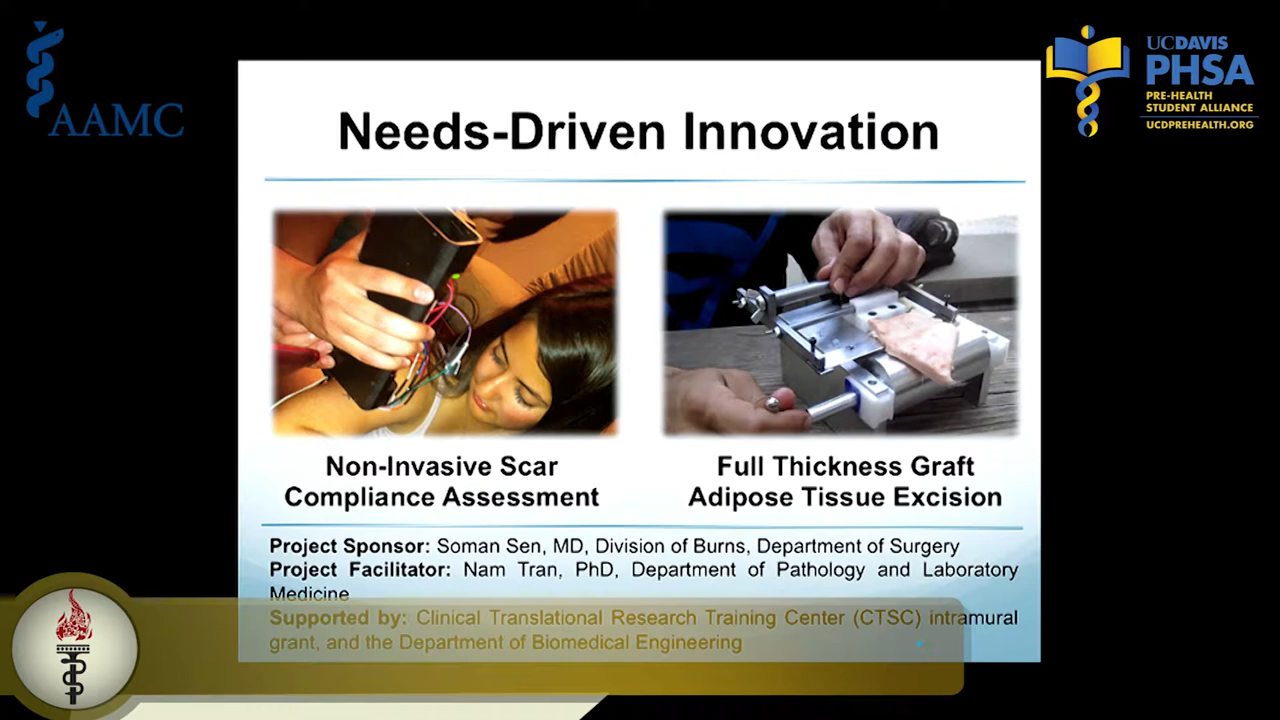 AAMC
UCDAVIS
PHSA
PRE-HEALTH
STUDENT ALLIANCE
UCDPREHEALTH.ORG
Needs-Driven Innovation
Non-Invasive Scar
Compliance Assessment
Full Thickness Graft
Adipose Tissue Excision
Project Sponsor: Soman Sen, MD, Division of Burns, Department of Surgery
Project Facilitator: Nam Tran, PhD, Department of Pathology and Laboratory
Medicine
Supported by: Clinical Translational Research Training Center (CTSC) intramural
grant, and the Department of Biomedical Engineering